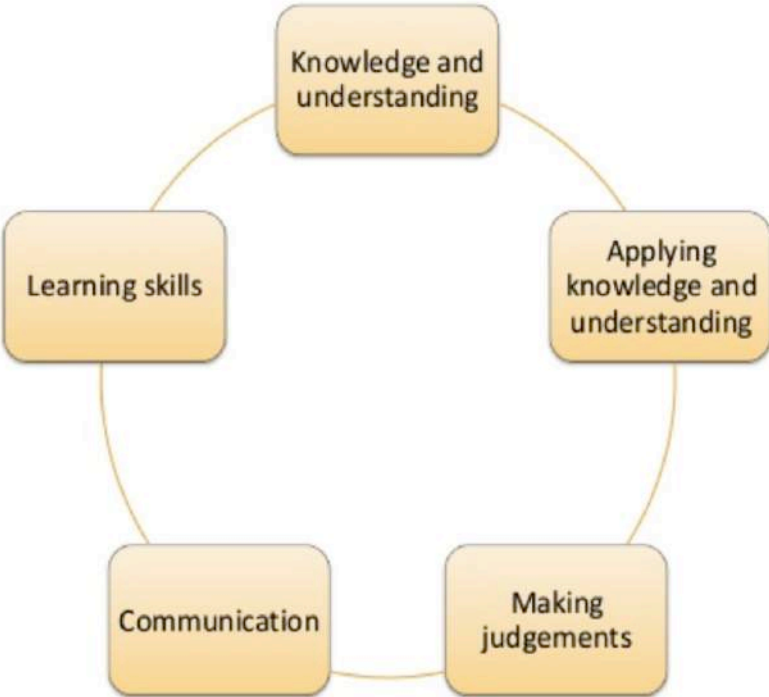 Knowledge and
understanding
Applying
knowledge and
understanding
Making
judgements
Communication
Learning skills